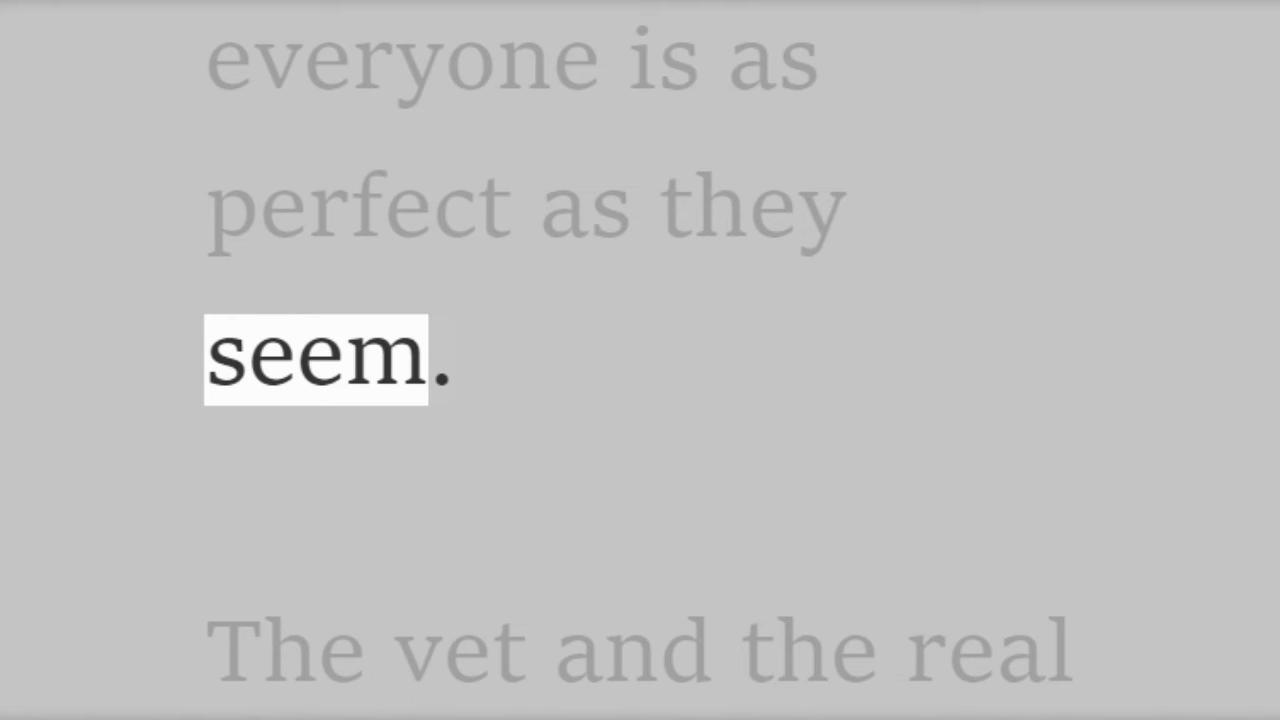 everyone is as
perfect as they
seem.
The vet and the real